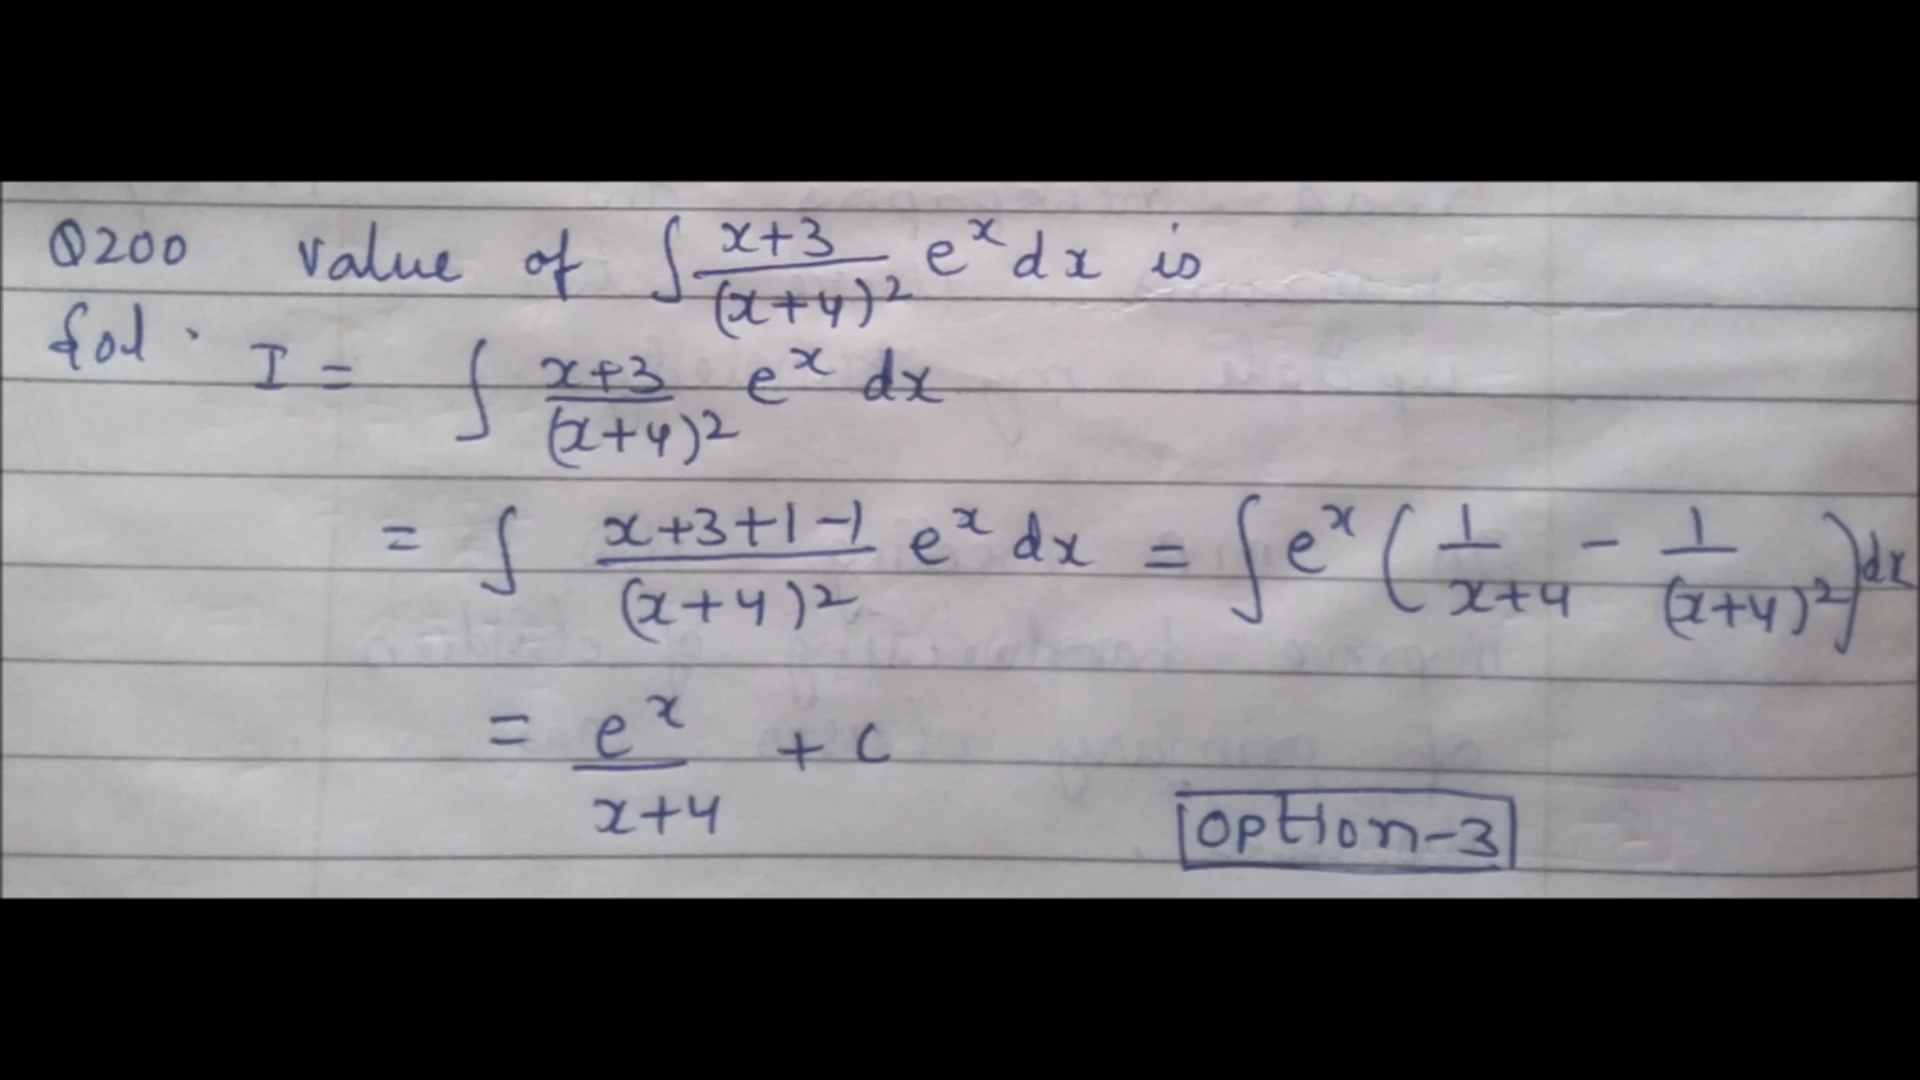 Q200 Value of ∫ x+3/(x+4)² eˣ dx is
Sol. I = ∫ x+3/(x+4)² eˣ dx
= ∫ x+3+1-1/(x+4)² eˣ dx = ∫ eˣ (1/x+4 - 1/(x+4)²) dx
= eˣ/x+4 + c
option-3